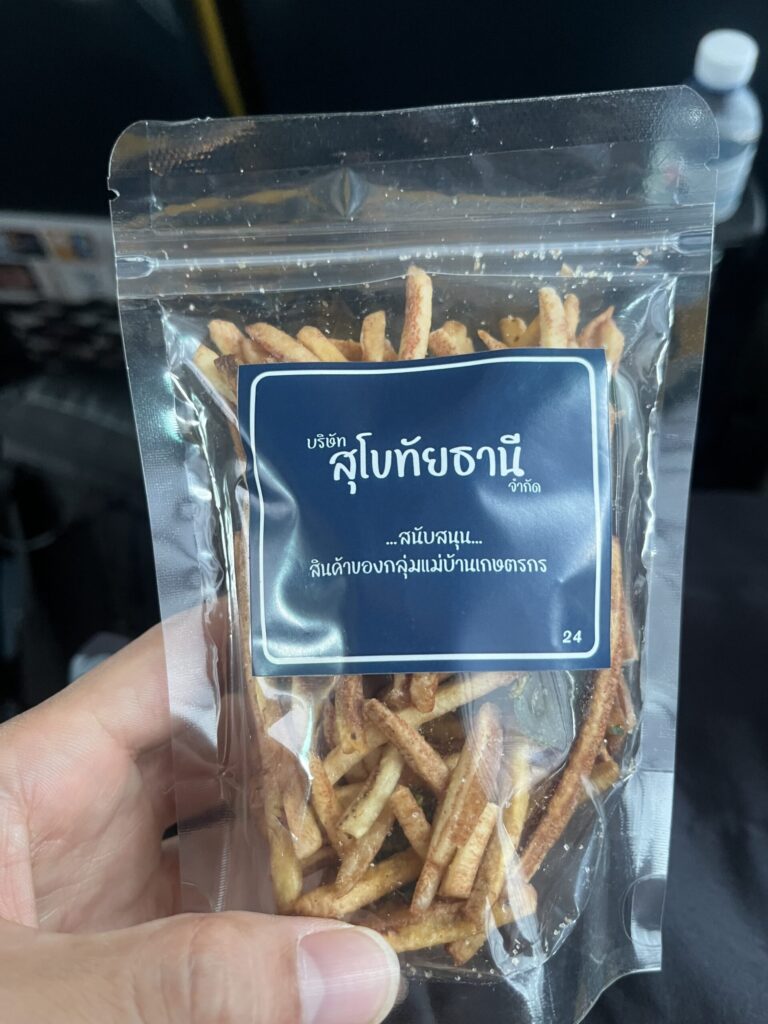 บริษัท
สุโขทัยธานี
จำกัด
...สนับสนุน...
สินค้าของกลุ่มแม่บ้านเกษตรกร
24